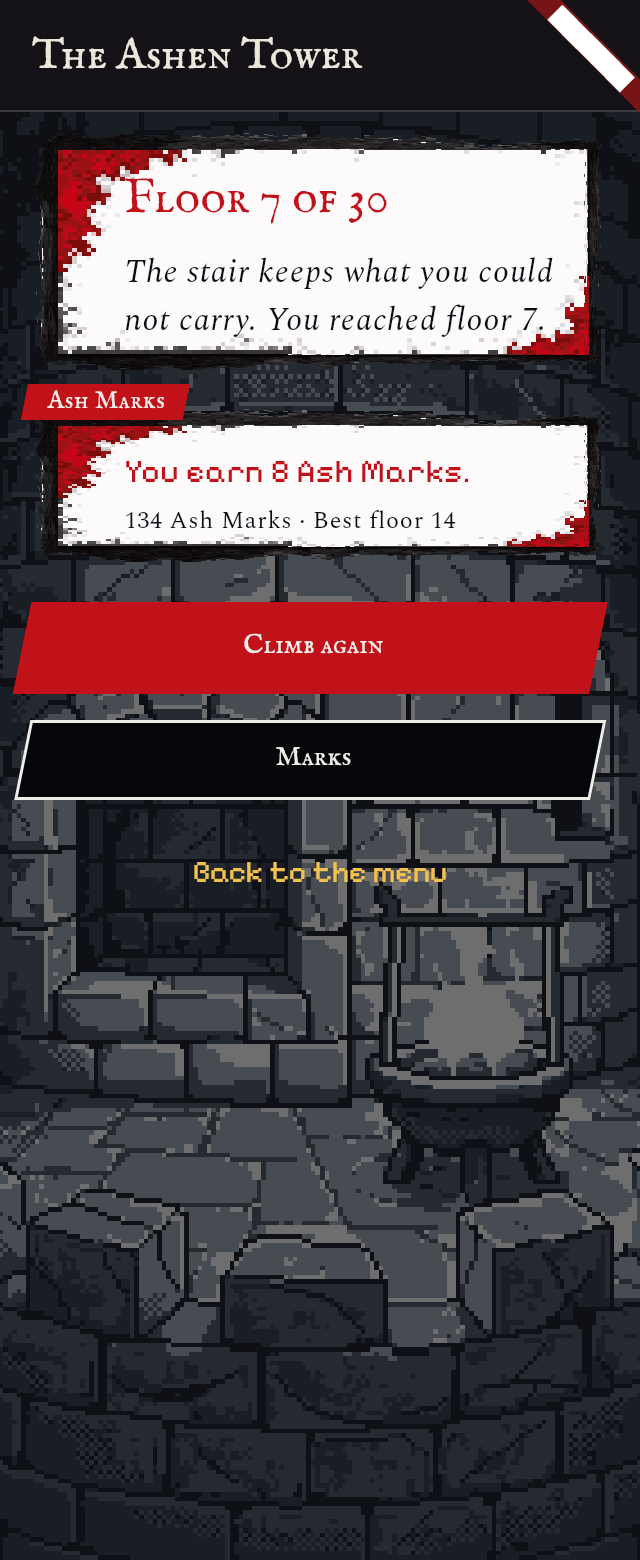 The Ashen Tower
Floor 7 of 30
The stair keeps what you could
not carry. You reached floor 7.
Ash Marks
You earn 8 Ash Marks.
134 Ash Marks · Best floor 14
Climb again
Marks
Back to the menu